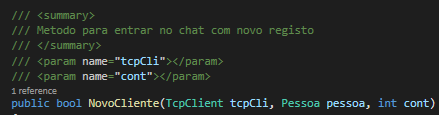 /// <summary>
/// Metodo para entrar no chat com novo registo
/// </summary>
/// <param name="tcpCli"></param>
/// <param name="cont"></param>
1 reference
public bool NovoCliente(TcpClient tcpCli, Pessoa pessoa, int cont)